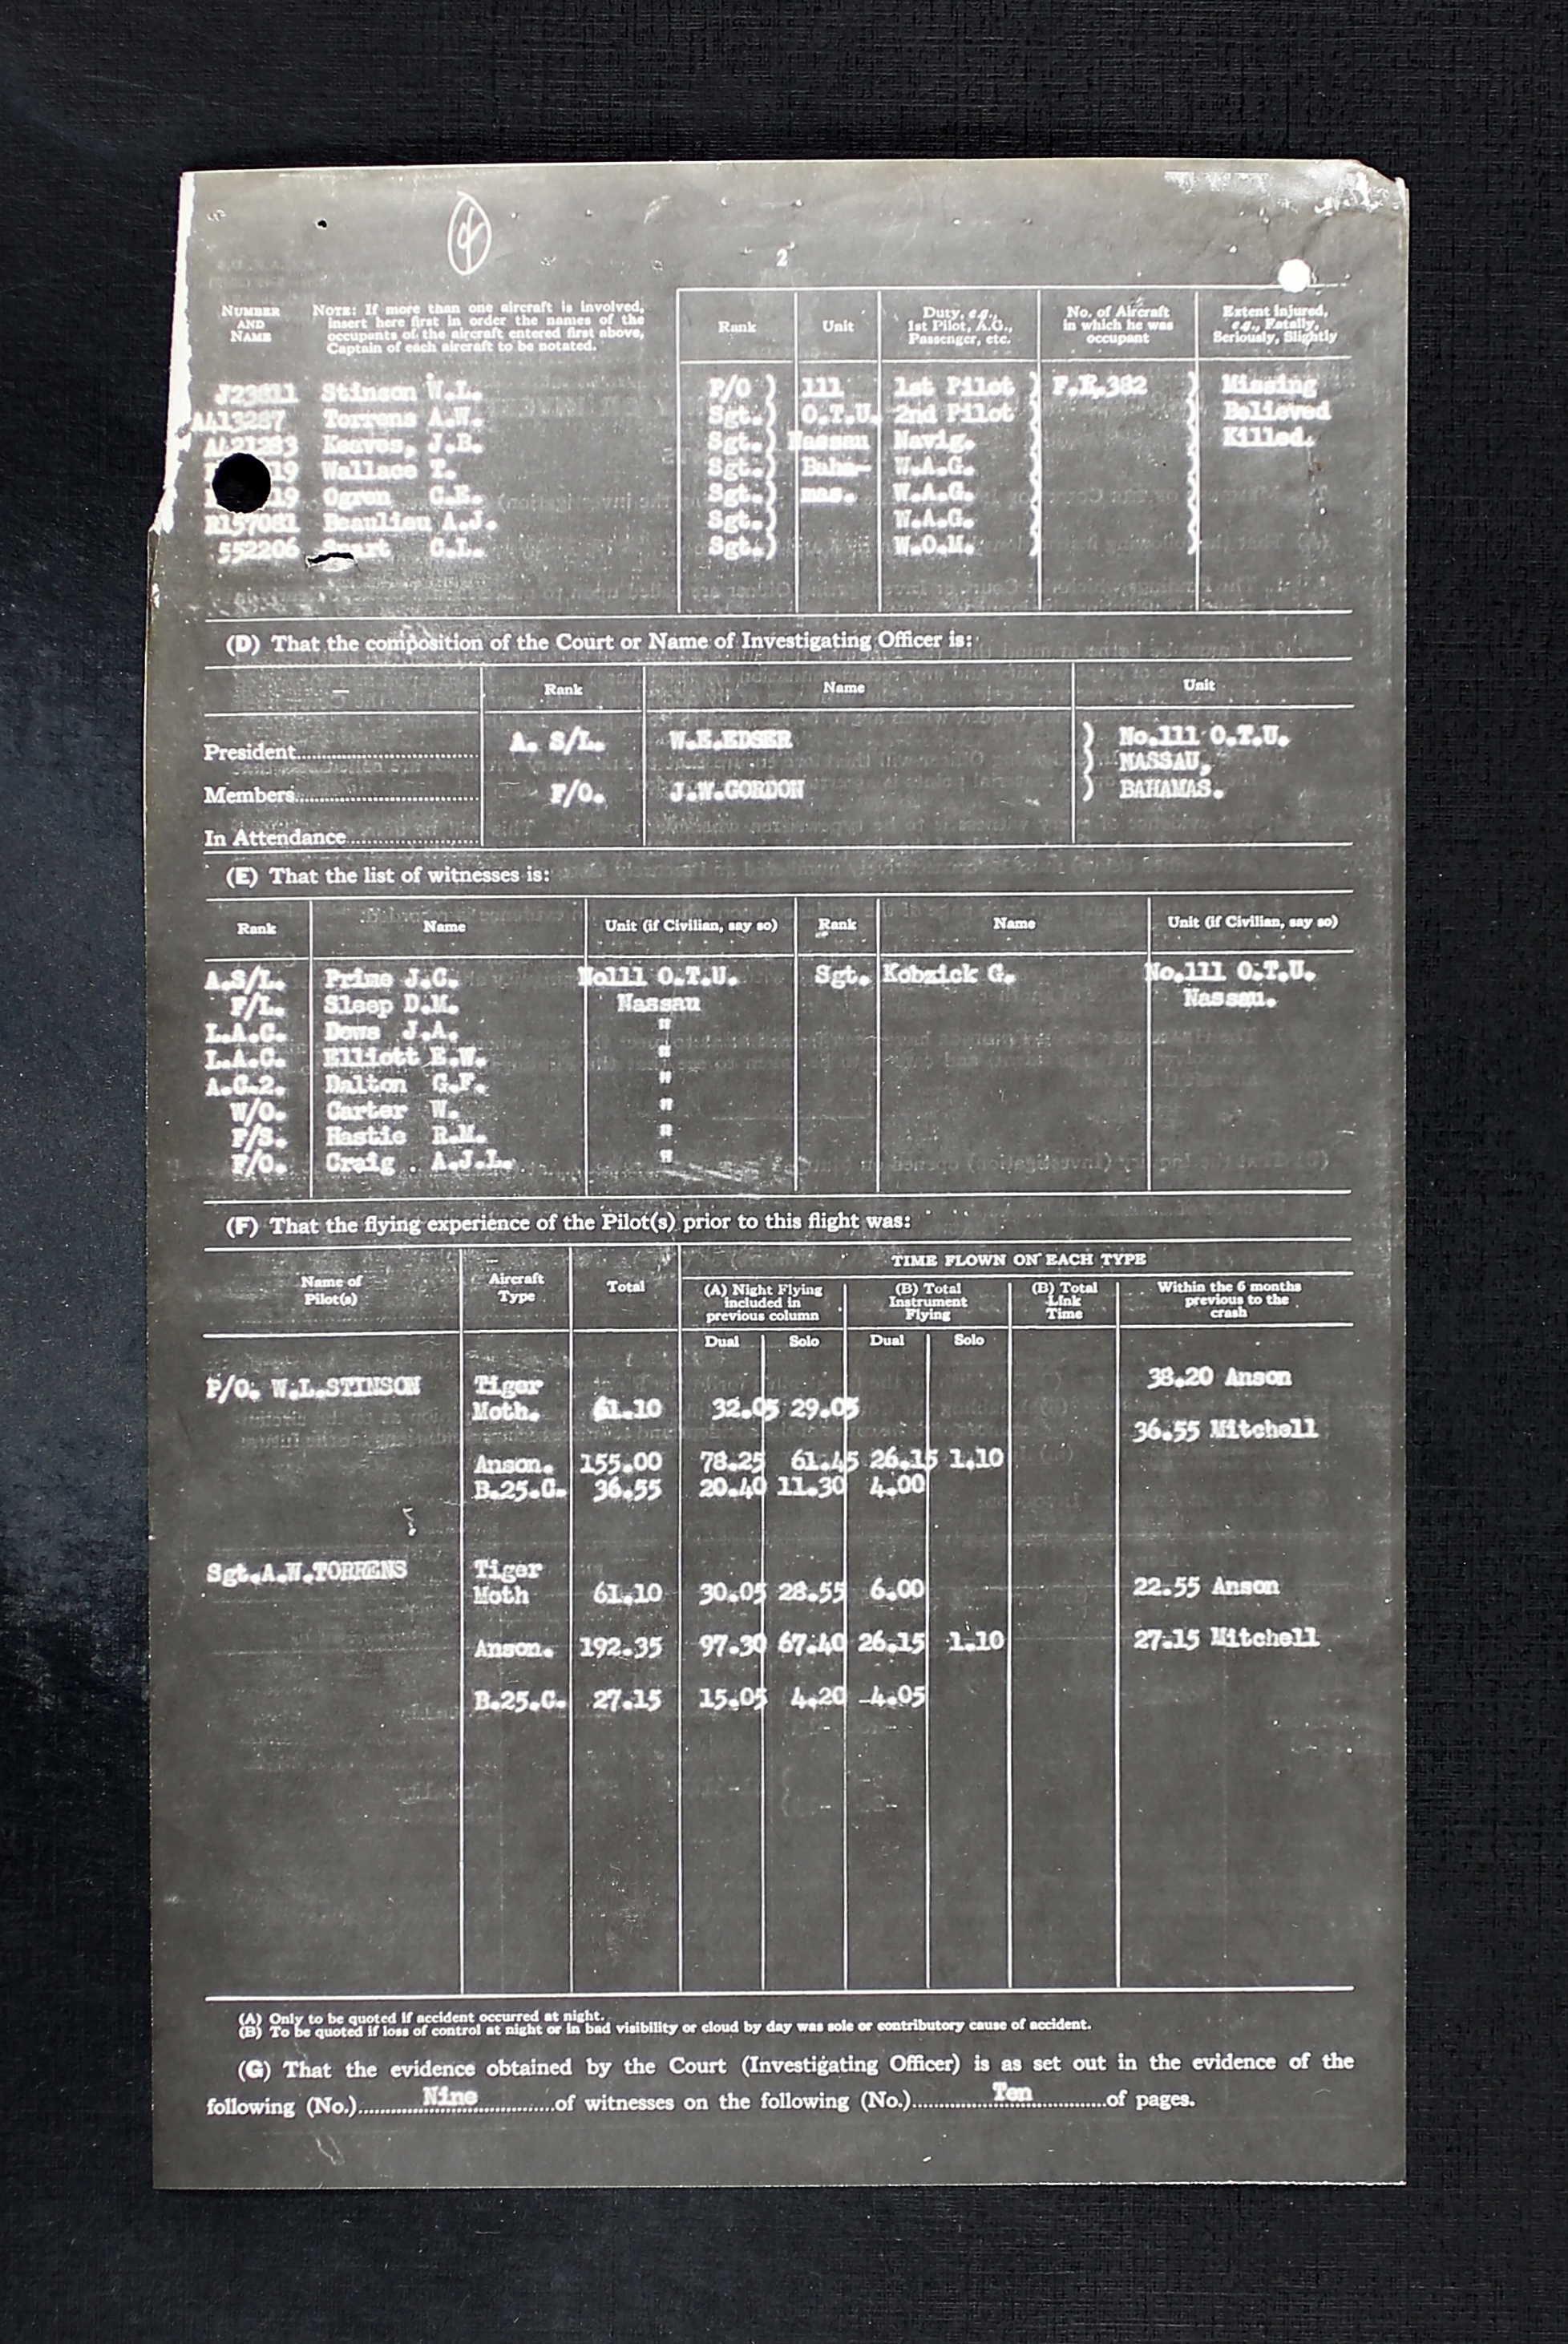 2
NUMBER AND NAME
NOTE: If more than one aircraft is involved, insert here first in order the names of the occupants of the aircraft entered first above, Captain of each aircraft to be notated.
Rank Unit Duty, e.g., 1st Pilot, A.G., Passenger, etc. No. of Aircraft in which he was occupant Extent Injured, e.g., Fatally, Seriously, Slightly
J23811 Stinson W.L. P/O ) 111 1st Pilot ) F.R.382 ) Missing
Torrens A.W. Sgt.) O.T.U. 2nd Pilot ) ) Believed
Keaves, J.B. Sgt.) Nassau Navig. ) ) Killed.
19 Wallace T. Sgt.) Baha- W.A.G. ) )
19 Ogren C.E. Sgt.) mas. W.A.G. ) )
R157081 Beaulieu A.J. Sgt.) W.A.G. ) )
552206 C.L. Sgt.) W.O.M. ) )
(D) That the composition of the Court or Name of Investigating Officer is:
— Rank Name Unit
President A. S/L. W.E.EDSER ) No.111 O.T.U.
) NASSAU,
Members F/O. J.W.GORDON ) BAHAMAS.
In Attendance
(E) That the list of witnesses is:
Rank Name Unit (if Civilian, say so) Rank Name Unit (if Civilian, say so)
A.S/L. Prime J.C. No111 O.T.U. Sgt. Kobzick G. No.111 O.T.U.
F/L. Sleep D.M. Nassau Nassau.
L.A.C. Dows J.A. "
L.A.C. Elliott E.W. "
A.C.2. Dalton G.F. "
W/O. Carter W. "
F/S. Hastie R.M. "
F/O. Craig . A.J.L. "
(F) That the flying experience of the Pilot(s) prior to this flight was:
Name of Pilot(s) Aircraft Type Total TIME FLOWN ON EACH TYPE
(A) Night Flying included in previous column (B) Total Instrument Flying (B) Total Link Time Within the 6 months previous to the crash
Dual Solo Dual Solo
P/O. W.L.STINSON Tiger 38.20 Anson
Moth. 61.10 32.05 29.05
36.55 Mitchell
Anson. 155.00 78.25 61.45 26.15 1.10
B.25.C. 36.55 20.40 11.30 4.00
Sgt.A.W.TORRENS Tiger
Moth 61.10 30.05 28.55 6.00 22.55 Anson
Anson. 192.35 97.30 67.40 26.15 1.10 27.15 Mitchell
B.25.C. 27.15 15.05 4.20 4.05
(A) Only to be quoted if accident occurred at night.
(B) To be quoted if loss of control at night or in bad visibility or cloud by day was sole or contributory cause of accident.
(G) That the evidence obtained by the Court (Investigating Officer) is as set out in the evidence of the
following (No.) Nine of witnesses on the following (No.) Ten of pages.